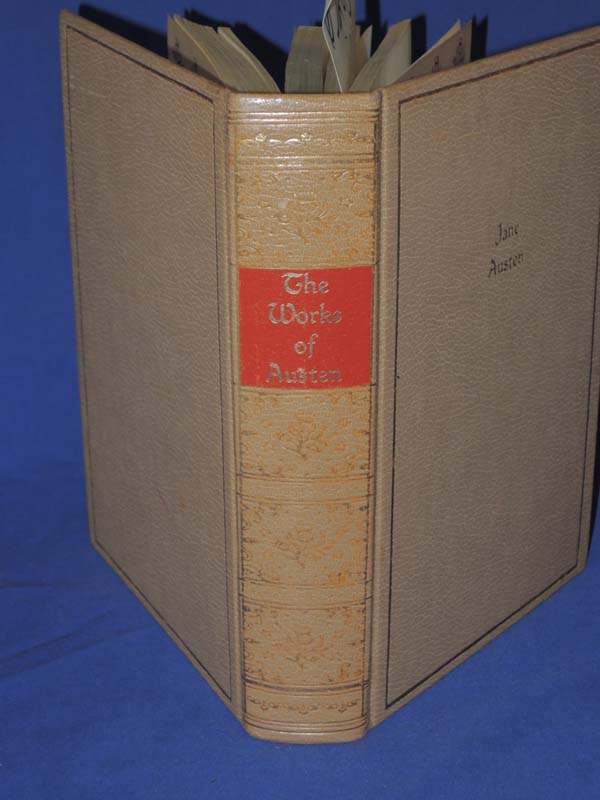 The
Works
of
Austen
Jane
Austen